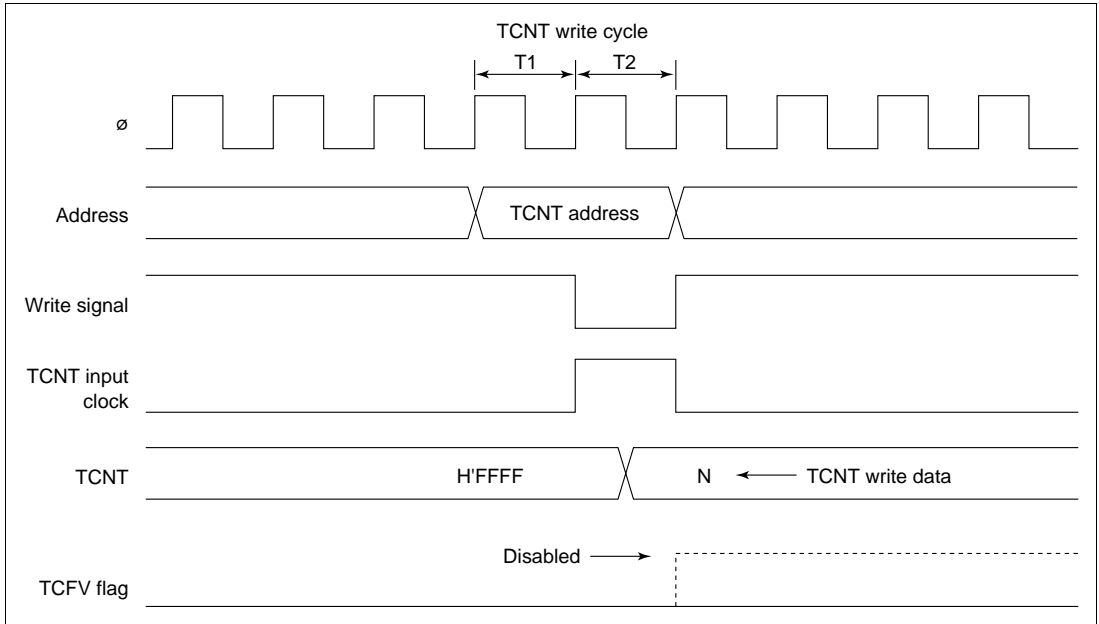 TCNT write cycle
T1 T2
ø
Address TCNT address
Write signal
TCNT input
clock
TCNT H'FFFF N TCNT write data
Disabled
TCFV flag